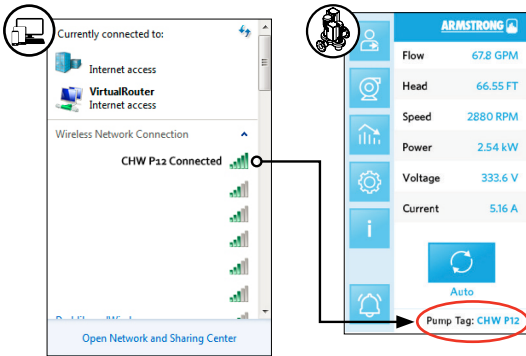 Currently connected to:
Internet access
VirtualRouter
Internet access
Wireless Network Connection
CHW P12 Connected
Open Network and Sharing Center
ARMSTRONG
Flow 67.8 GPM
Head 66.55 FT
Speed 2880 RPM
Power 2.54 kW
Voltage 333.6 V
Current 5.16 A
i
Auto
Pump Tag: CHW P12